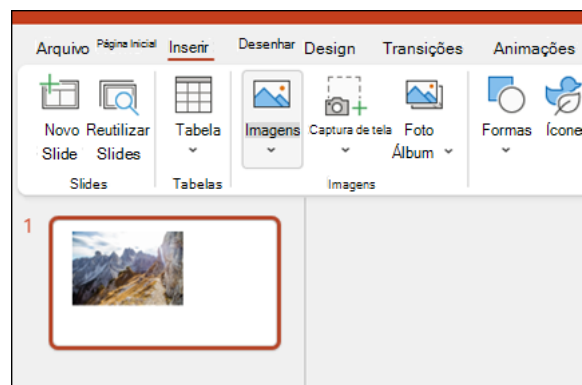 Arquivo Página Inicial Inserir Desenhar Design Transições Animações
Novo Slide
Reutilizar Slides
Tabela
Imagens
Captura de tela
Foto Álbum
Formas
Ícone
Slides
Tabelas
Imagens
1